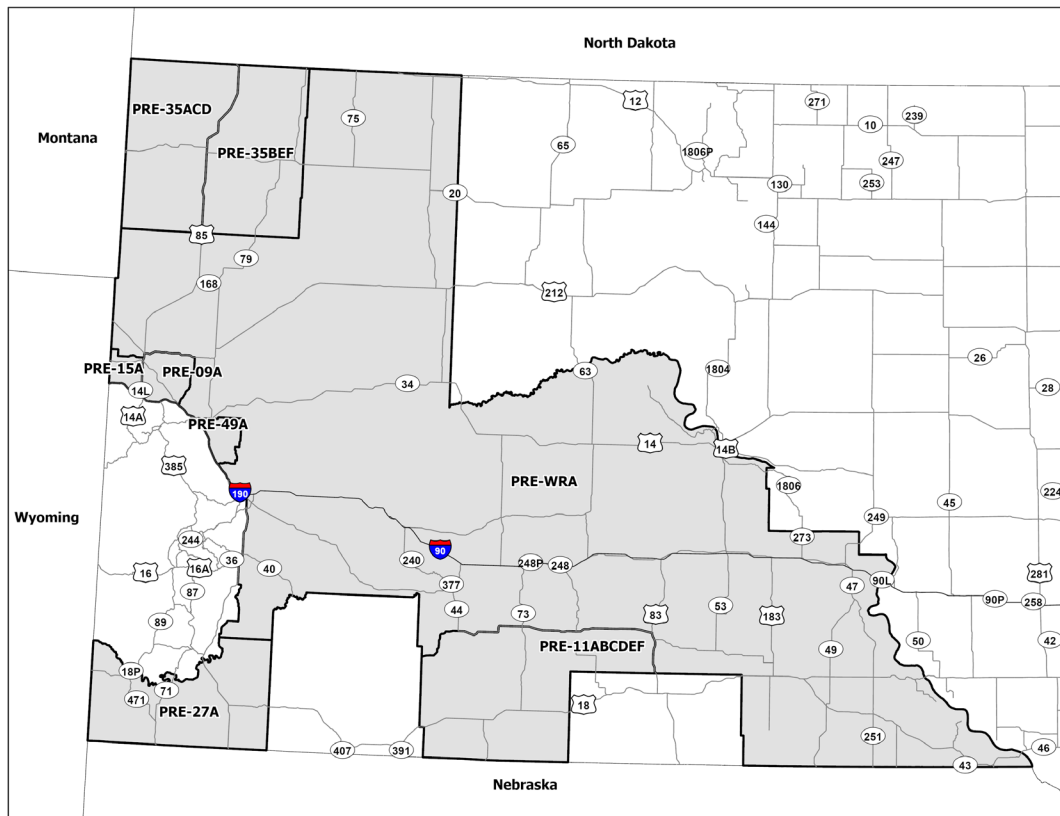 North Dakota
12
271
239
PRE-35ACD
75
10
Montana
65
1806P
PRE-35BEF
247
130
253
20
144
85
79
168
212
26
PRE-15A
PRE-09A
63
1804
34
28
14L
14A
PRE-49A
14
14B
385
PRE-WRA
1806
224
190
45
Wyoming
249
244
273
90
240
248P
248
36
16
16A
40
281
90L
377
47
87
90P
258
44
73
83
53
183
89
50
42
PRE-11ABCDEF
49
18P
71
471
18
PRE-27A
251
407
391
46
43
Nebraska